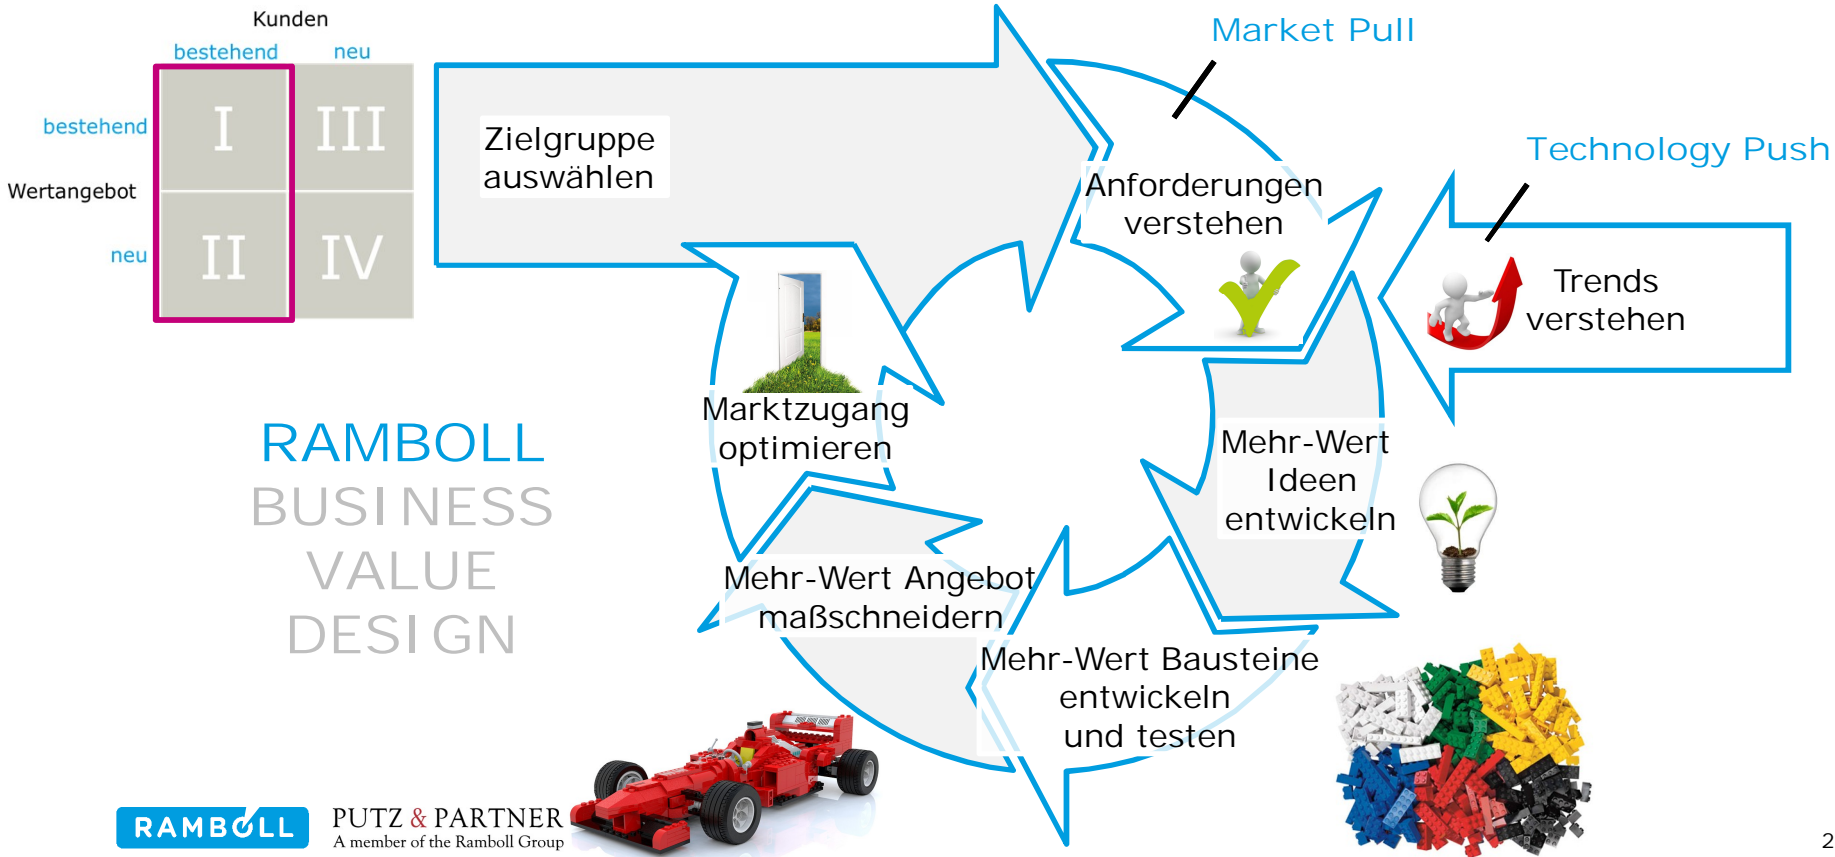 Kunden
bestehend neu
bestehend
Wertangebot
neu
I III
II IV
Zielgruppe
auswählen
Market Pull
Anforderungen
verstehen
Technology Push
Trends
verstehen
Mehr-Wert
Ideen
entwickeln
Mehr-Wert Bausteine
entwickeln
und testen
Mehr-Wert Angebot
maßschneidern
Marktzugang
optimieren
RAMBOLL
BUSINESS
VALUE
DESIGN
RAMBOLL
PUTZ & PARTNER
A member of the Ramboll Group
2